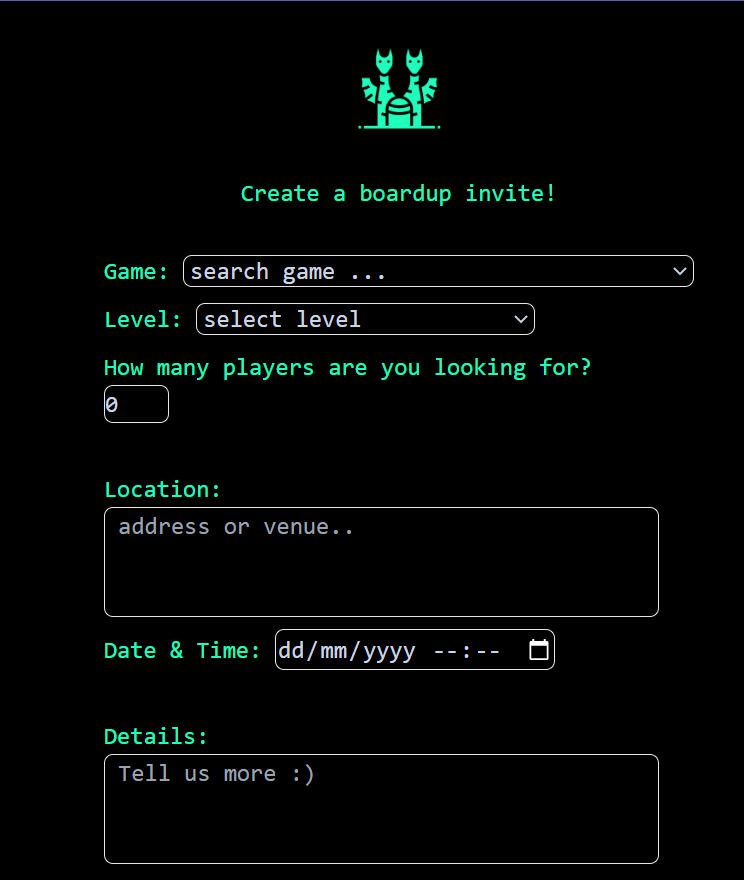 Create a boardup invite!
Game: search game ...
Level: select level
How many players are you looking for?
0
Location:
address or venue..
Date & Time: dd/mm/yyyy --:--
Details:
Tell us more :)